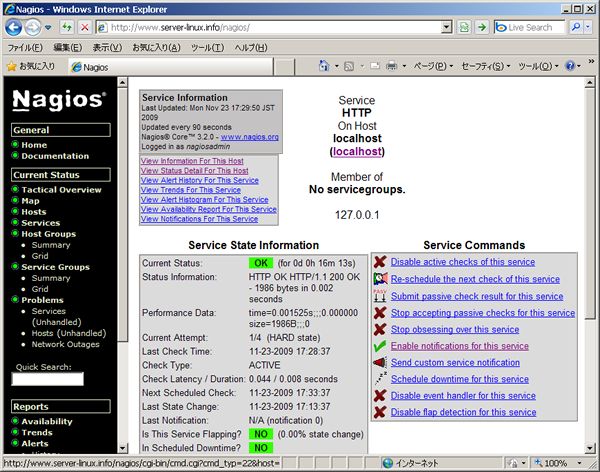 Nagios - Windows Internet Explorer
http://www.server-linux.info/nagios/
Live Search
ファイル(F) 編集(E) 表示(V) お気に入り(A) ツール(T) ヘルプ(H)
お気に入り
Nagios
ページ(P) セーフティ(S) ツール(O)
Nagios®
General
Home
Documentation
Current Status
Tactical Overview
Map
Hosts
Services
Host Groups
Summary
Grid
Service Groups
Summary
Grid
Problems
Services
(Unhandled)
Hosts (Unhandled)
Network Outages
Quick Search:
Reports
Availability
Trends
Alerts
History
Service Information
Last Updated: Mon Nov 23 17:29:50 JST
2009
Updated every 90 seconds
Nagios® Core™ 3.2.0 - www.nagios.org
Logged in as nagiosadmin
View Information For This Host
View Status Detail For This Host
View Alert History For This Service
View Trends For This Service
View Alert Histogram For This Service
View Availability Report For This Service
View Notifications For This Service
Service
HTTP
On Host
localhost
(localhost)
Member of
No servicegroups.
127.0.0.1
Service State Information
Current Status: OK (for 0d 0h 16m 13s)
Status Information: HTTP OK HTTP/1.1 200 OK
- 1986 bytes in 0.002
seconds
Performance Data: time=0.001525s;;;0.000000
size=1986B;;;0
Current Attempt: 1/4 (HARD state)
Last Check Time: 11-23-2009 17:28:37
Check Type: ACTIVE
Check Latency / Duration: 0.044 / 0.008 seconds
Next Scheduled Check: 11-23-2009 17:33:37
Last State Change: 11-23-2009 17:13:37
Last Notification: N/A (notification 0)
Is This Service Flapping? NO (0.00% state change)
In Scheduled Downtime? NO
Service Commands
Disable active checks of this service
Re-schedule the next check of this service
PASV Submit passive check result for this service
Stop accepting passive checks for this service
Stop obsessing over this service
Enable notifications for this service
Send custom service notification
Schedule downtime for this service
Disable event handler for this service
Disable flap detection for this service
http://www.server-linux.info/nagios/cgi-bin/cmd.cgi?cmd_typ=22&host=
インターネット
100%